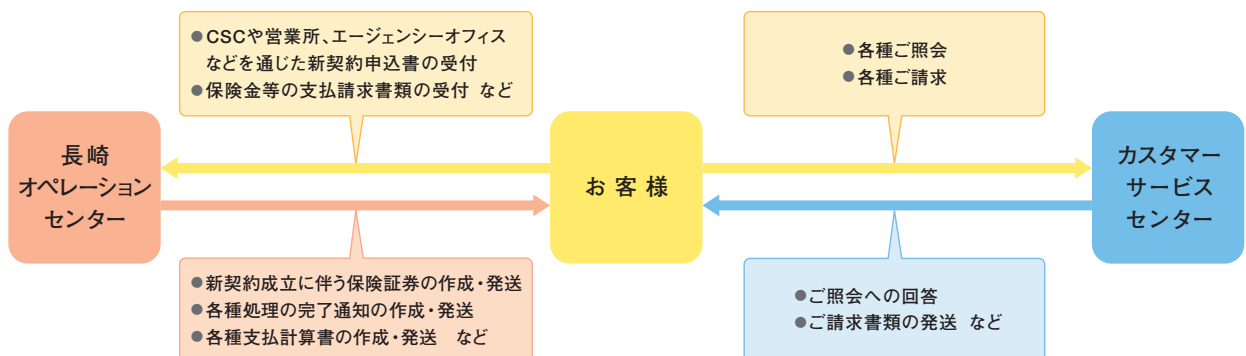 ●CSCや営業所、エージェンシーオフィス
などを通じた新契約申込書の受付
●保険金等の支払請求書類の受付 など
●各種ご照会
●各種ご請求
長崎
オペレーション
センター
お客様
カスタマー
サービス
センター
●新契約成立に伴う保険証券の作成・発送
●各種処理の完了通知の作成・発送
●各種支払計算書の作成・発送 など
●ご照会への回答
●ご請求書類の発送 など